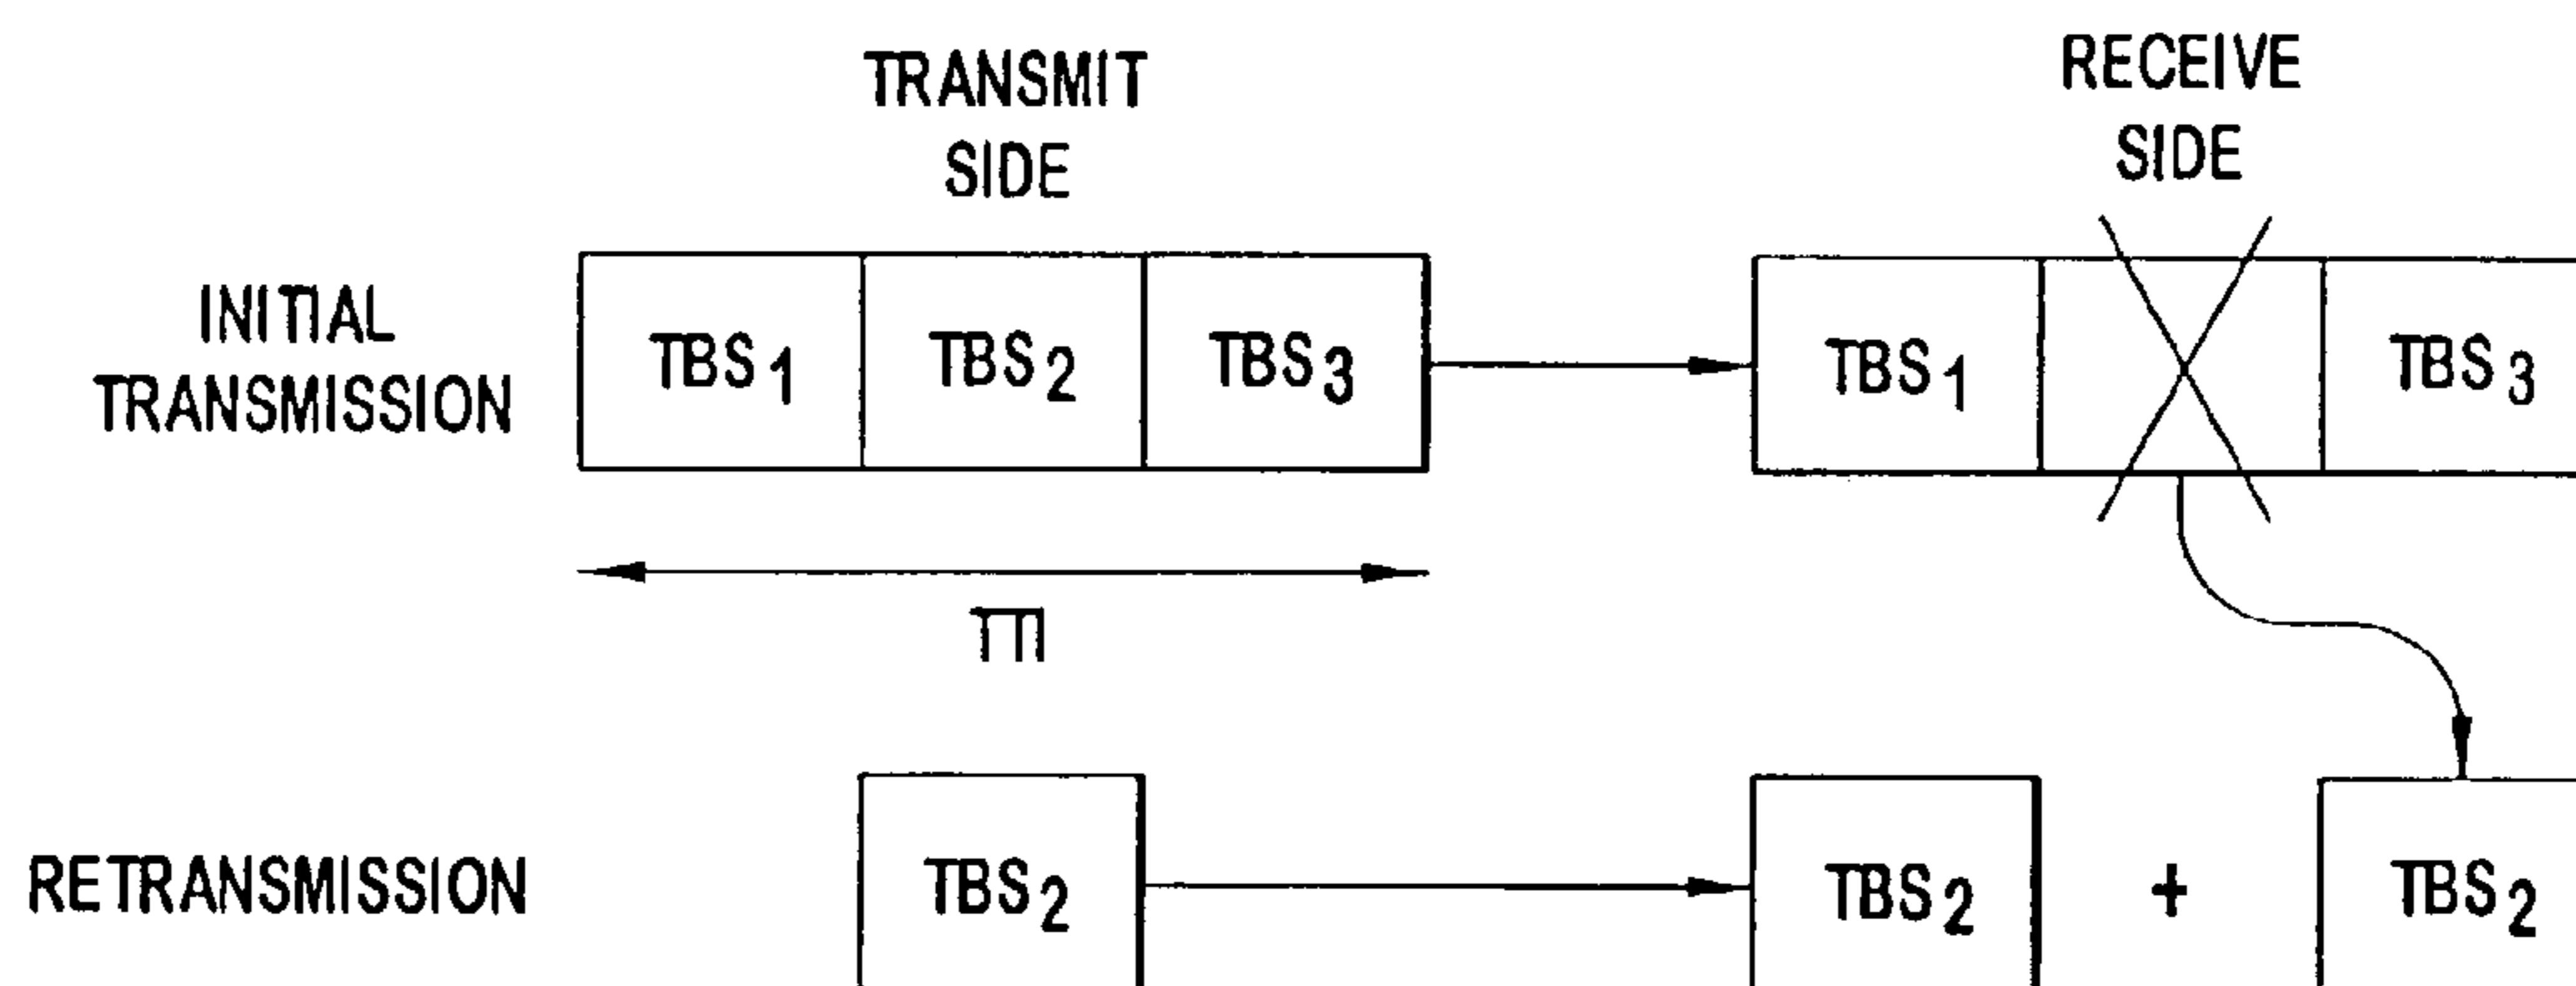 TRANSMIT
SIDE
RECEIVE
SIDE
INITIAL
TRANSMISSION
TBS1 TBS2 TBS3
TBS1 TBS3
TTI
RETRANSMISSION
TBS2
TBS2 + TBS2